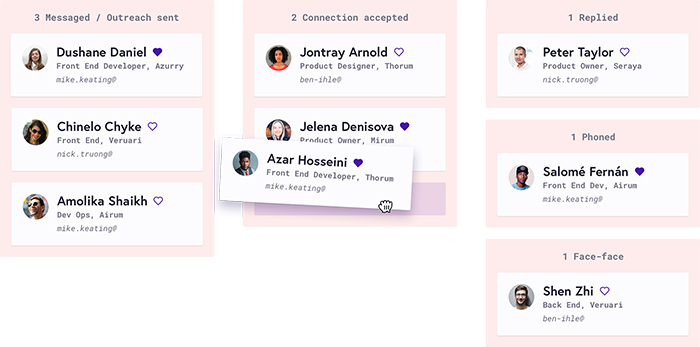 3 Messaged / Outreach sent
Dushane Daniel
Front End Developer, Azurry
mike.keating@
Chinelo Chyke
Front End, Veruari
nick.truong@
Amolika Shaikh
Dev Ops, Airum
mike.keating@
2 Connection accepted
Jontray Arnold
Product Designer, Thorum
ben-ihle@
Jelena Denisova
Product Owner, Mirum
Azar Hosseini
Front End Developer, Thorum
mike.keating@
1 Replied
Peter Taylor
Product Owner, Seraya
nick.truong@
1 Phoned
Salomé Fernán
Front End Dev, Airum
mike.keating@
1 Face-face
Shen Zhi
Back End, Veruari
ben-ihle@